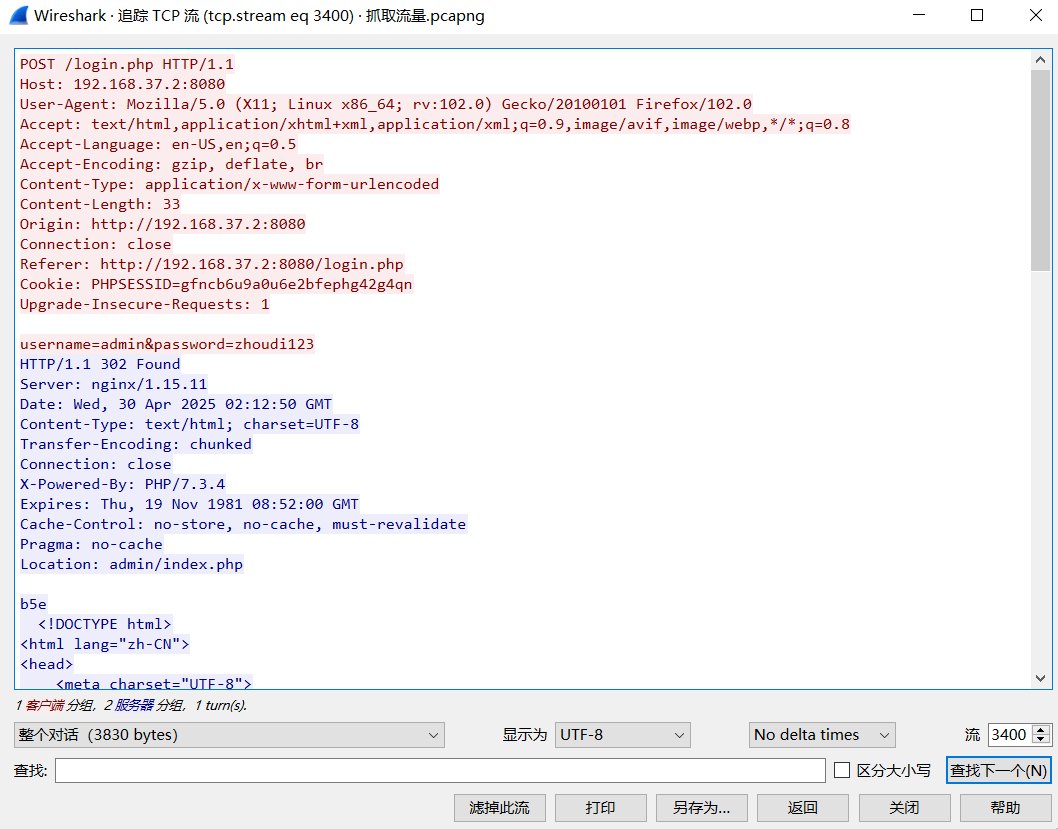 Wireshark · 追踪 TCP 流 (tcp.stream eq 3400) · 抓取流量.pcapng
POST /login.php HTTP/1.1
Host: 192.168.37.2:8080
User-Agent: Mozilla/5.0 (X11; Linux x86_64; rv:102.0) Gecko/20100101 Firefox/102.0
Accept: text/html,application/xhtml+xml,application/xml;q=0.9,image/avif,image/webp,*/*;q=0.8
Accept-Language: en-US,en;q=0.5
Accept-Encoding: gzip, deflate, br
Content-Type: application/x-www-form-urlencoded
Content-Length: 33
Origin: http://192.168.37.2:8080
Connection: close
Referer: http://192.168.37.2:8080/login.php
Cookie: PHPSESSID=gfncb6u9a0u6e2bfephg42g4qn
Upgrade-Insecure-Requests: 1
username=admin&password=zhoudi123
HTTP/1.1 302 Found
Server: nginx/1.15.11
Date: Wed, 30 Apr 2025 02:12:50 GMT
Content-Type: text/html; charset=UTF-8
Transfer-Encoding: chunked
Connection: close
X-Powered-By: PHP/7.3.4
Expires: Thu, 19 Nov 1981 08:52:00 GMT
Cache-Control: no-store, no-cache, must-revalidate
Pragma: no-cache
Location: admin/index.php
b5e
<!DOCTYPE html>
<html lang="zh-CN">
<head>
<meta charset="UTF-8">
1 客户端 分组, 2 服务器 分组, 1 turn(s).
整个对话 (3830 bytes) 显示为 UTF-8 No delta times 流 3400
查找: 区分大小写 查找下一个(N)
滤掉此流 打印 另存为... 返回 关闭 帮助